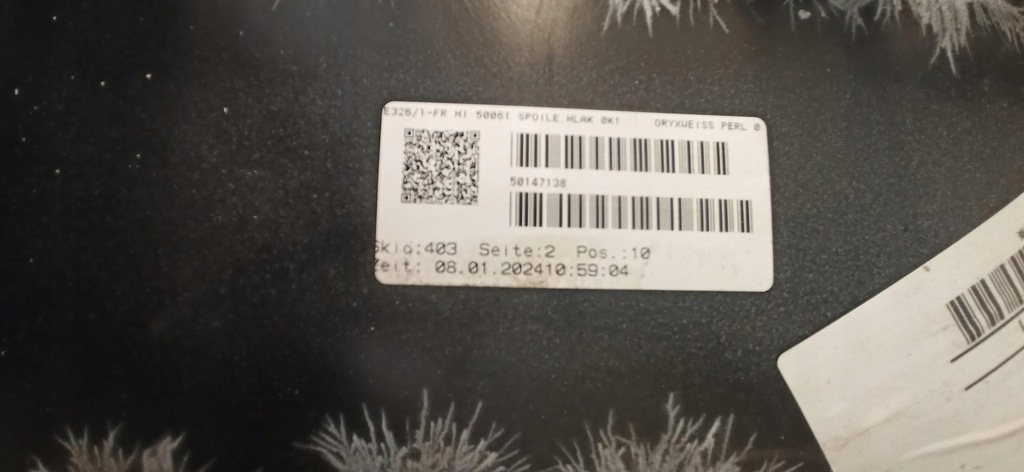 E326/1-FR HI 50061 SPOILE HLAK 0K1 ORYXWEISS PERL 0
50147138
Skid:403 Seite:2 Pos.:10
Zeit: 08.01.202410:59:04